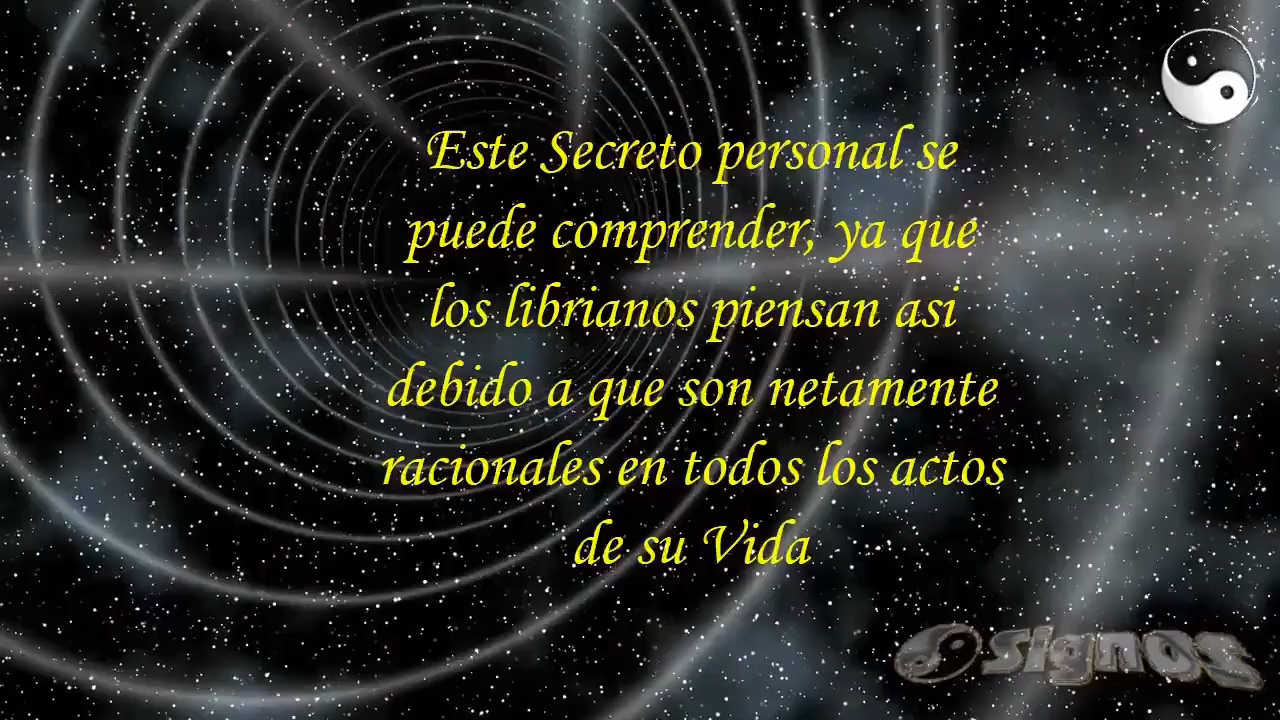 Este Secreto personal se
puede comprender, ya que
los librianos piensan asi
debido a que son netamente
racionales en todos los actos
de su Vida
signos